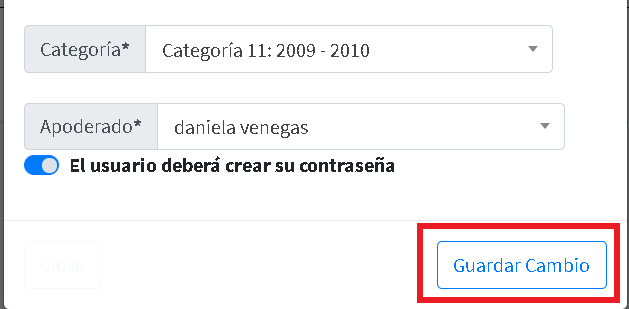 Categoría* Categoría 11: 2009 - 2010
Apoderado* daniela venegas
El usuario deberá crear su contraseña
Close Guardar Cambio